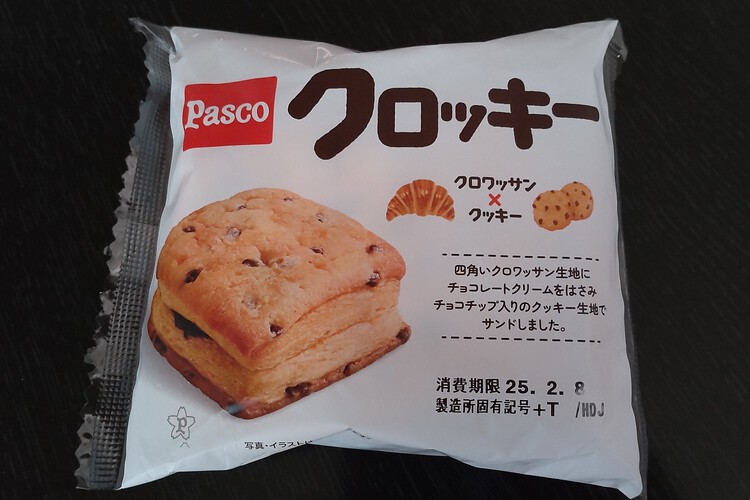 Pasco
クロッキー
クロワッサン
×
クッキー
四角いクロワッサン生地に
チョコレートクリームをはさみ
チョコチップ入りのクッキー生地で
サンドしました。
消費期限 25. 2. 8
製造所固有記号 +T /HDJ
写真・イラスト